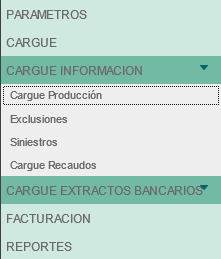 PARAMETROS
CARGUE
CARGUE INFORMACION
Cargue Producción
Exclusiones
Siniestros
Cargue Recaudos
CARGUE EXTRACTOS BANCARIOS
FACTURACION
REPORTES